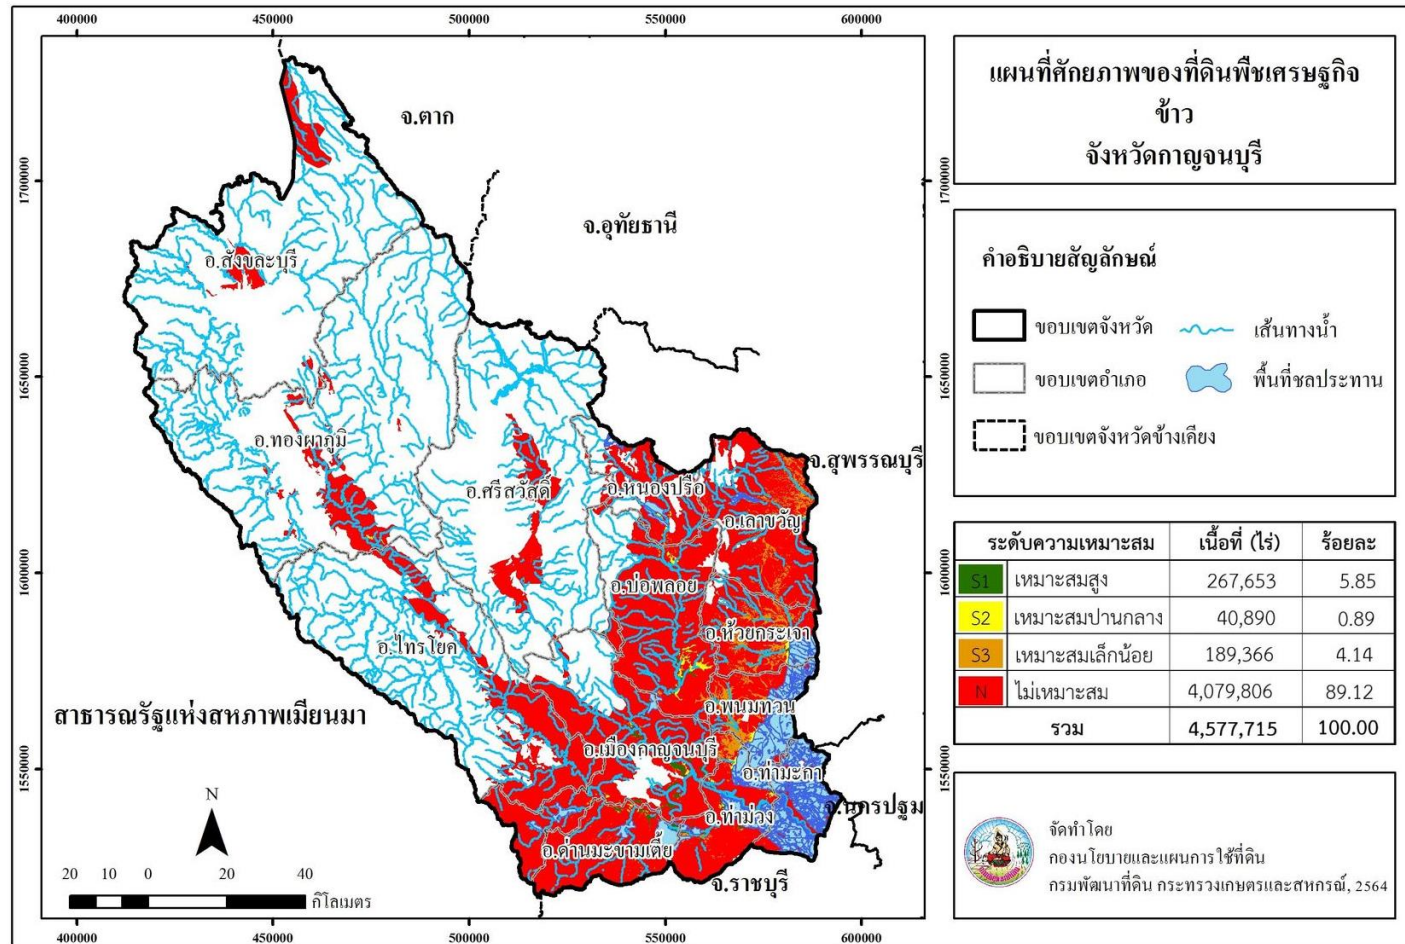 400000 450000 500000 550000 600000
แผนที่ศักยภาพของที่ดินพืชเศรษฐกิจ
ข้าว
จังหวัดกาญจนบุรี
1700000
1650000
1600000
1550000
1700000
1650000
1600000
1550000
จ.ตาก
จ.อุทัยธานี
อ.สังขละบุรี
อ.ทองผาภูมิ
อ.ศรีสวัสดิ์
อ.หนองปรือ
จ.สุพรรณบุรี
อ.เลาขวัญ
อ.บ่อพลอย
อ.ห้วยกระเจา
อ.ไทรโยค
อ.พนมทวน
สาธารณรัฐแห่งสหภาพเมียนมา
อ.เมืองกาญจนบุรี
อ.ท่ามะกา
จ.นครปฐม
อ.ท่าม่วง
อ.ด่านมะขามเตี้ย
จ.ราชบุรี
N
20 10 0 20 40
กิโลเมตร
400000 450000 500000 550000 600000
คำอธิบายสัญลักษณ์
ขอบเขตจังหวัด เส้นทางน้ำ
ขอบเขตอำเภอ พื้นที่ชลประทาน
ขอบเขตจังหวัดข้างเคียง
ระดับความเหมาะสม เนื้อที่ (ไร่) ร้อยละ
S1 เหมาะสมสูง 267,653 5.85
S2 เหมาะสมปานกลาง 40,890 0.89
S3 เหมาะสมเล็กน้อย 189,366 4.14
N ไม่เหมาะสม 4,079,806 89.12
รวม 4,577,715 100.00
จัดทำโดย
กองนโยบายและแผนการใช้ที่ดิน
กรมพัฒนาที่ดิน กระทรวงเกษตรและสหกรณ์, 2564